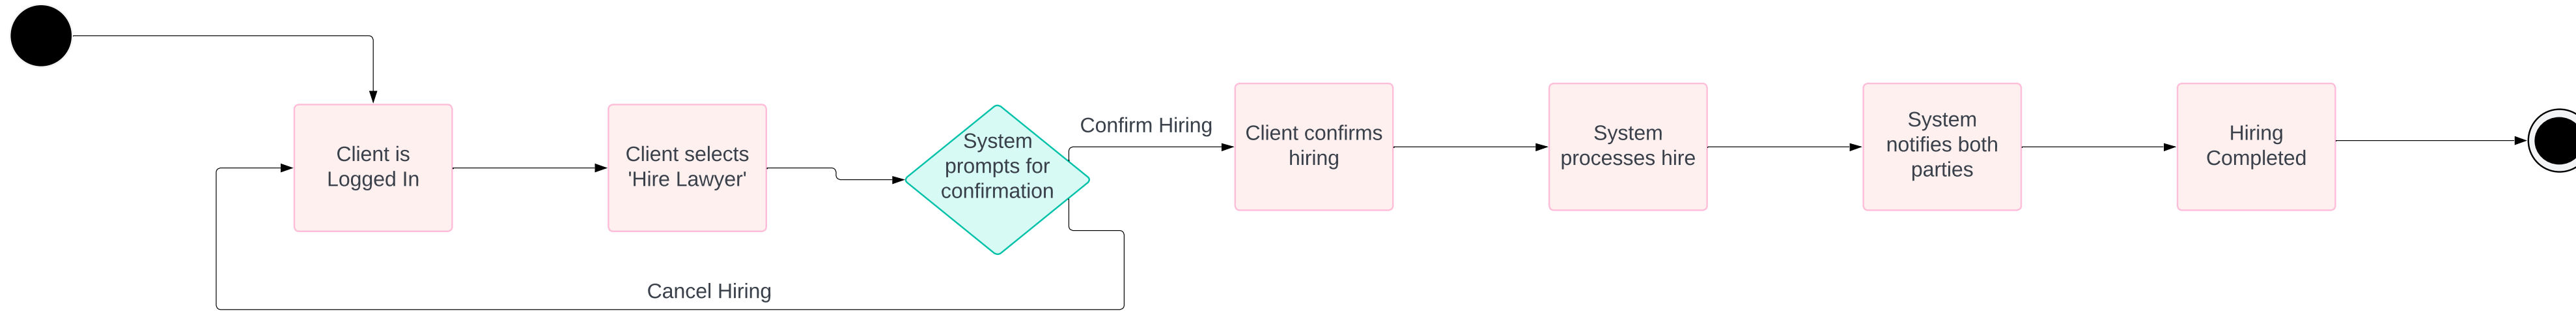 Client is
Logged In
Client selects
'Hire Lawyer'
System
prompts for
confirmation
Confirm Hiring
Cancel Hiring
Client confirms
hiring
System
processes hire
System
notifies both
parties
Hiring
Completed